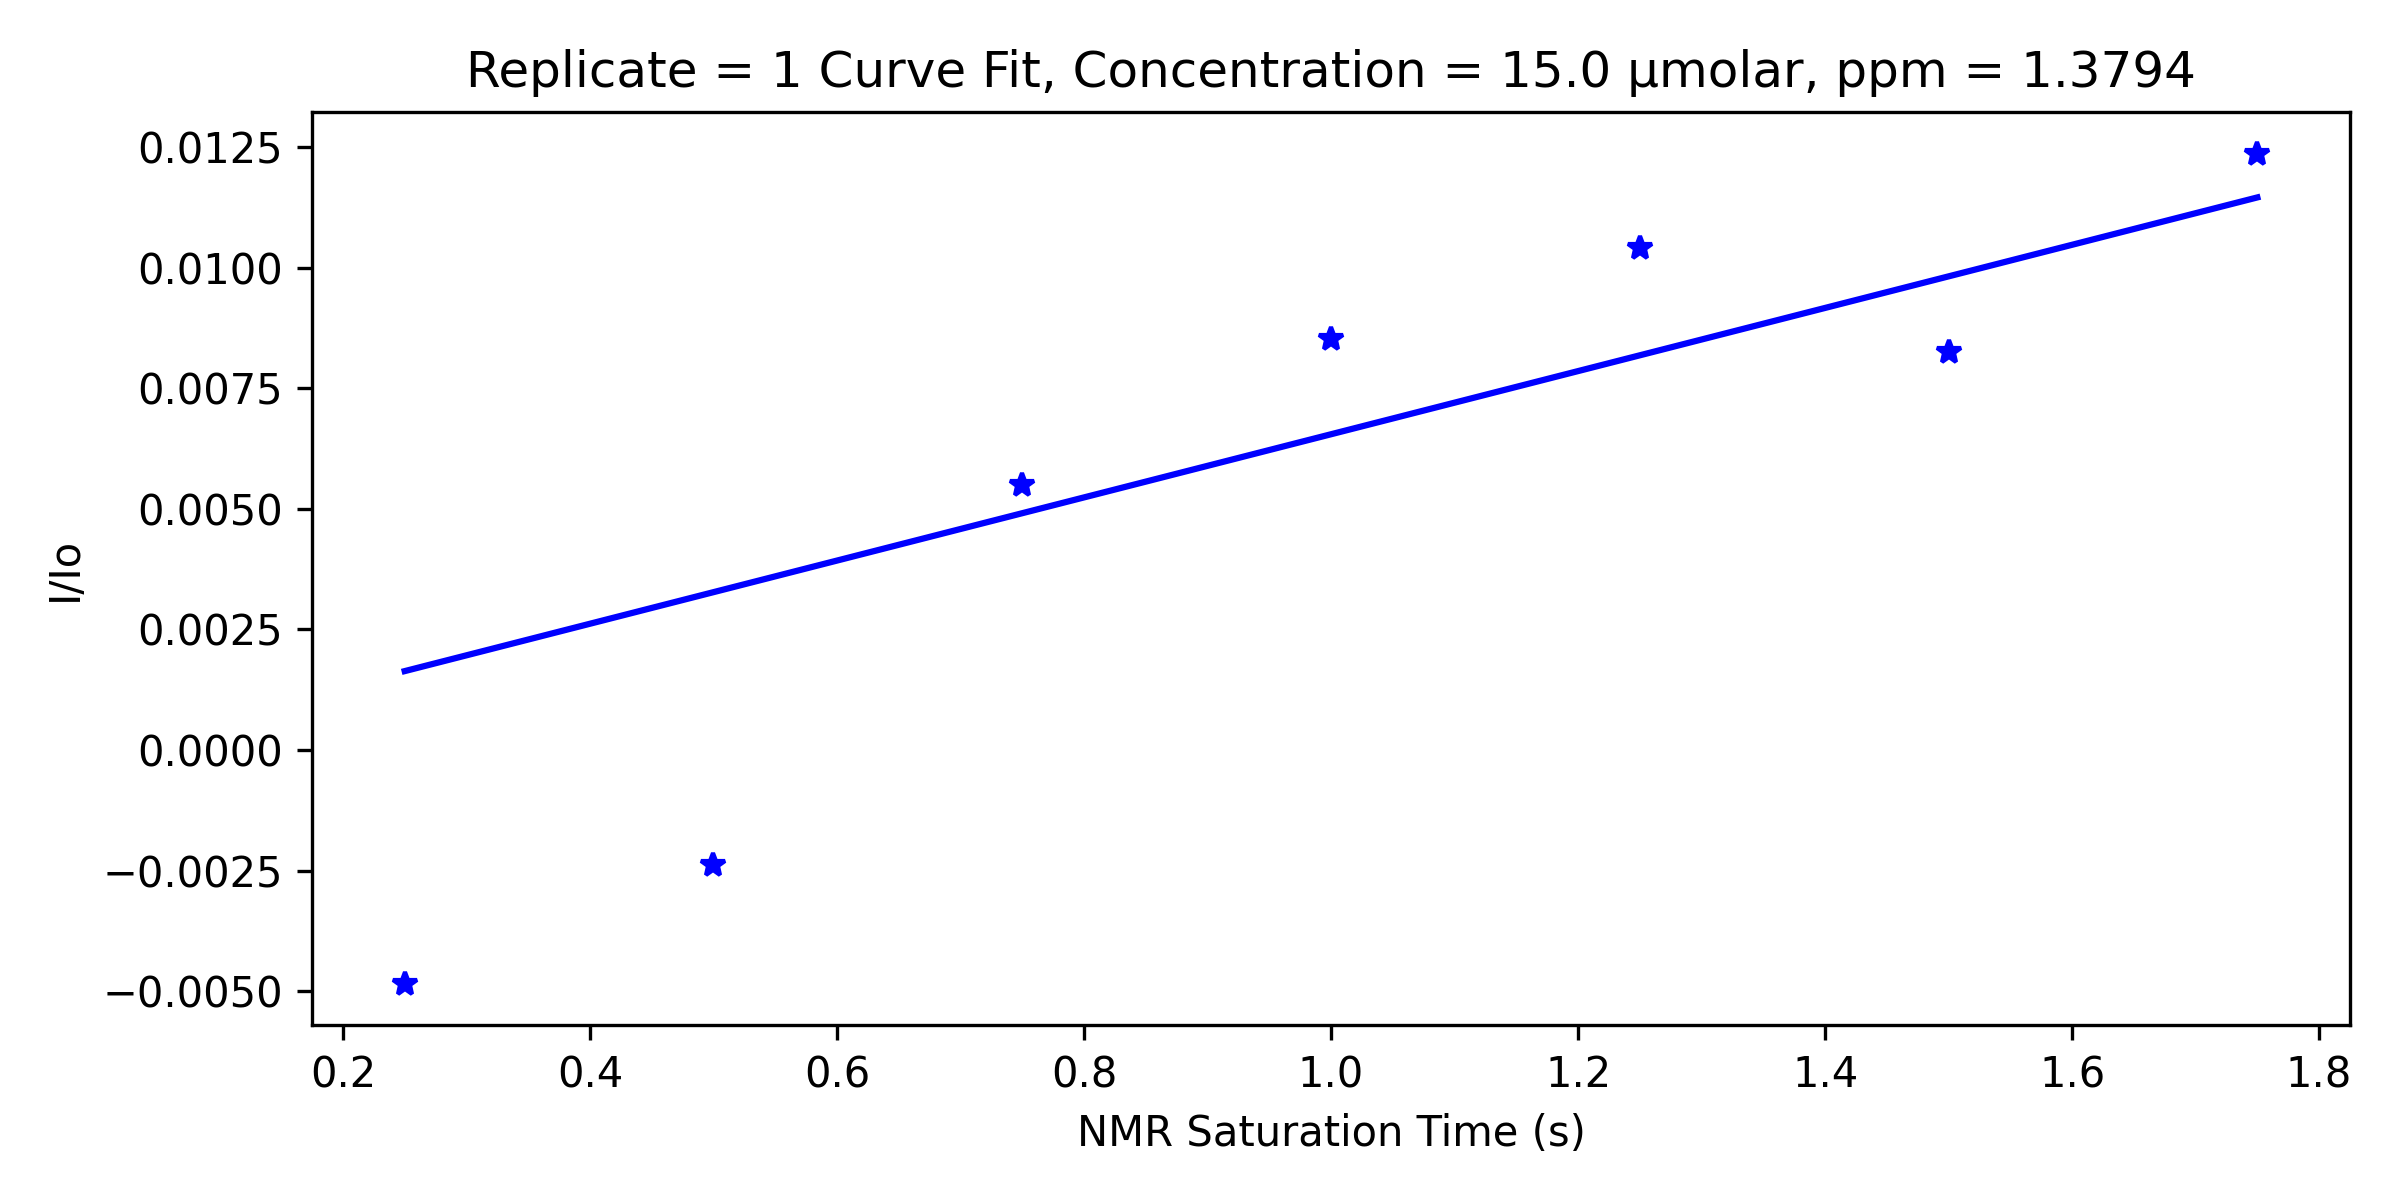 Replicate = 1 Curve Fit, Concentration = 15.0 μmolar, ppm = 1.3794
0.0125
0.0100
0.0075
0.0050
0.0025
0.0000
−0.0025
−0.0050
I/Io
0.2 0.4 0.6 0.8 1.0 1.2 1.4 1.6 1.8
NMR Saturation Time (s)